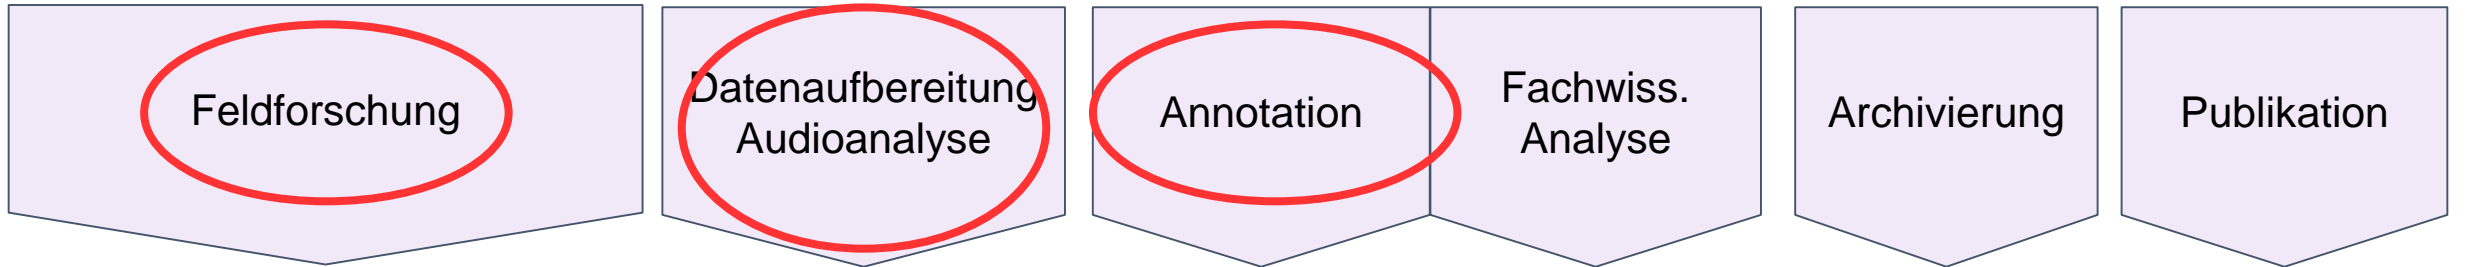 Feldforschung
Datenaufbereitung
Audioanalyse
Annotation
Fachwiss.
Analyse
Archivierung
Publikation